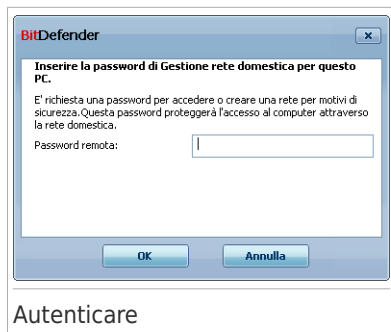 BitDefender
Inserire la password di Gestione rete domestica per questo
PC.
E' richiesta una password per accedere o creare una rete per motivi di
sicurezza.Questa password proteggerà l'accesso al computer attraverso
la rete domestica.
Password remota:
OK Annulla
Autenticare